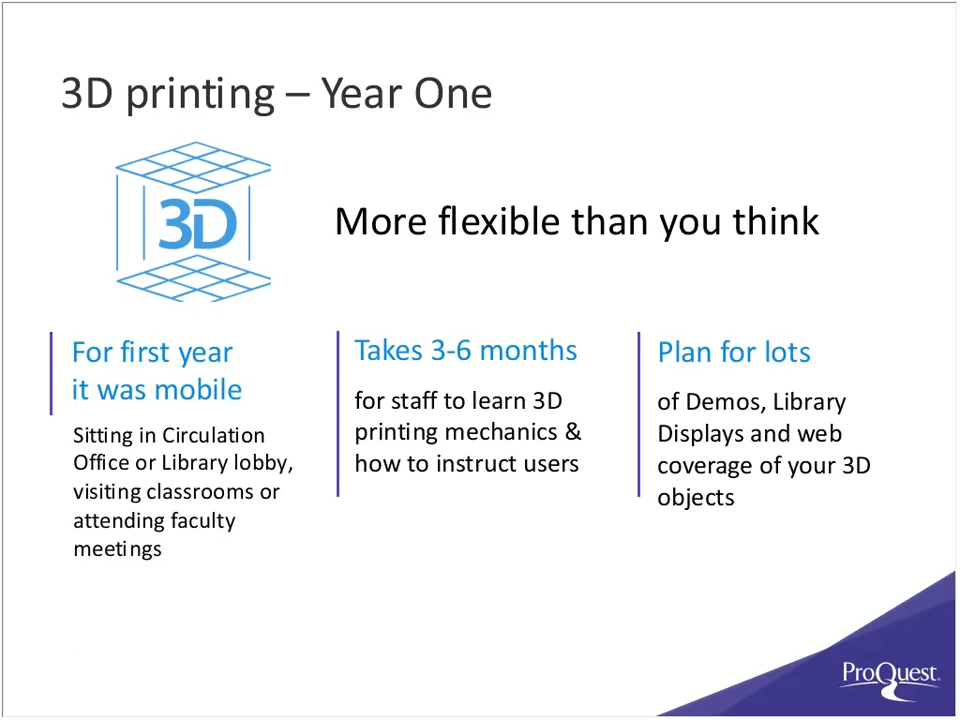 3D printing – Year One
3D
More flexible than you think
For first year
it was mobile
Sitting in Circulation
Office or Library lobby,
visiting classrooms or
attending faculty
meetings
Takes 3-6 months
for staff to learn 3D
printing mechanics &
how to instruct users
Plan for lots
of Demos, Library
Displays and web
coverage of your 3D
objects
ProQuest.